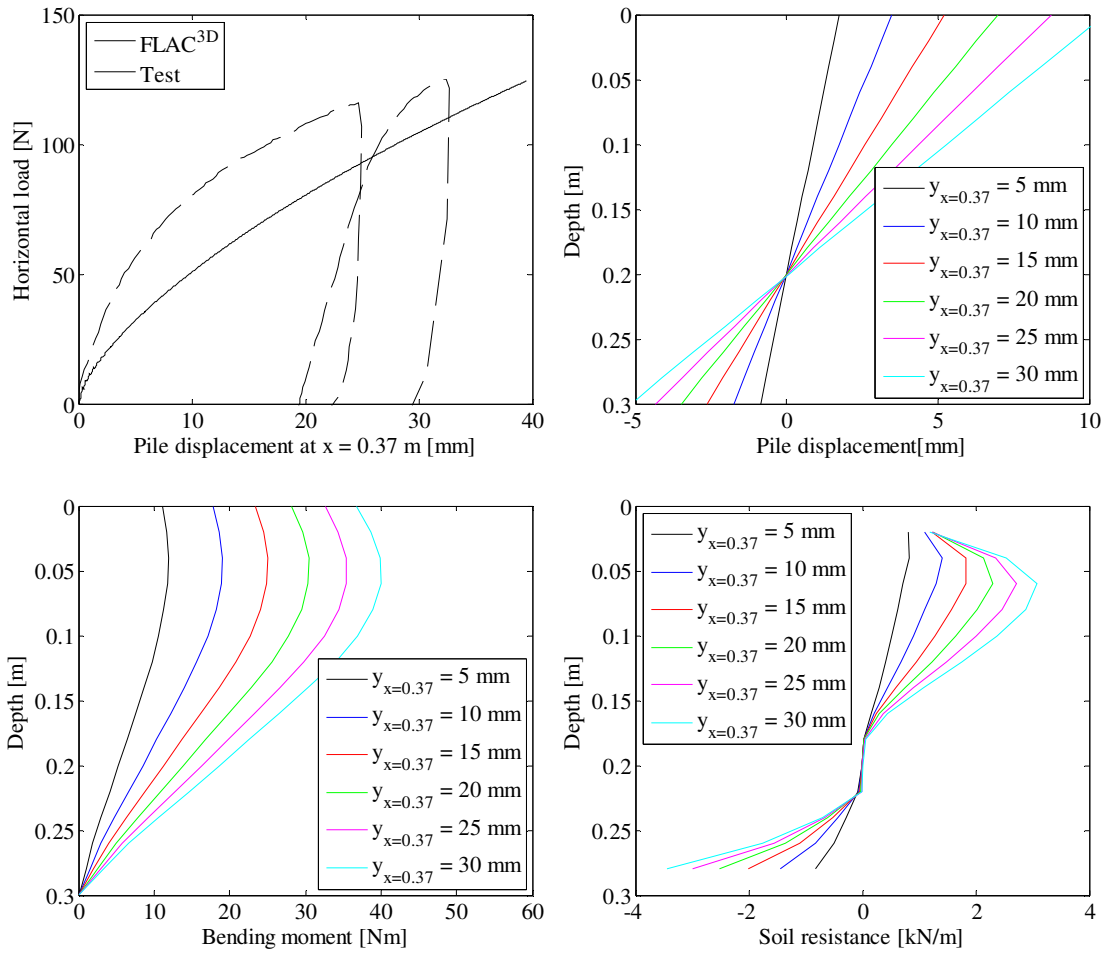 150
100
50
0
Horizontal load [N]
FLAC3D
Test
0 10 20 30 40
Pile displacement at x = 0.37 m [mm]
0
0.05
0.1
0.15
0.2
0.25
0.3
Depth [m]
yx=0.37 = 5 mm
yx=0.37 = 10 mm
yx=0.37 = 15 mm
yx=0.37 = 20 mm
yx=0.37 = 25 mm
yx=0.37 = 30 mm
-5 0 5 10
Pile displacement[mm]
0
0.05
0.1
0.15
0.2
0.25
0.3
Depth [m]
yx=0.37 = 5 mm
yx=0.37 = 10 mm
yx=0.37 = 15 mm
yx=0.37 = 20 mm
yx=0.37 = 25 mm
yx=0.37 = 30 mm
0 10 20 30 40 50 60
Bending moment [Nm]
0
0.05
0.1
0.15
0.2
0.25
0.3
Depth [m]
yx=0.37 = 5 mm
yx=0.37 = 10 mm
yx=0.37 = 15 mm
yx=0.37 = 20 mm
yx=0.37 = 25 mm
yx=0.37 = 30 mm
-4 -2 0 2 4
Soil resistance [kN/m]